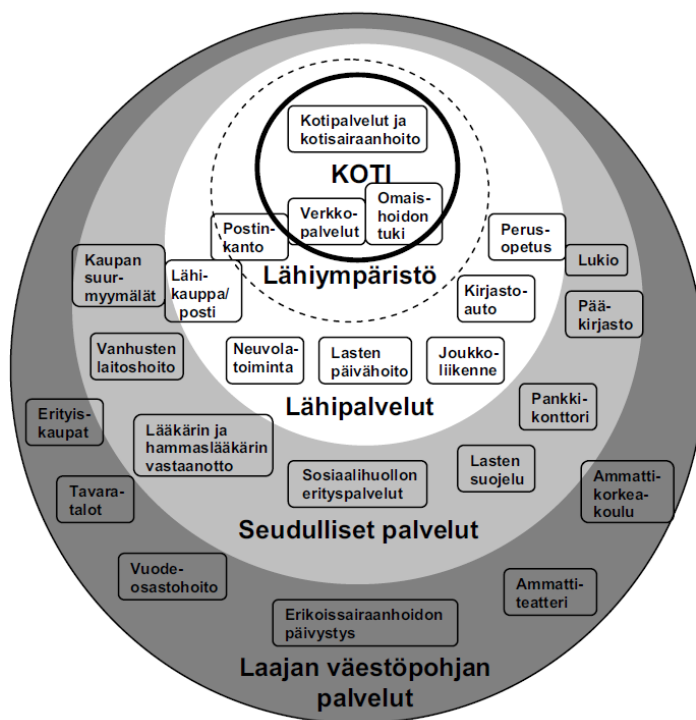 Kotipalvelut ja
kotisairaanhoito
KOTI
Omais-
hoidon
tuki
Verkko-
palvelut
Postin-
kanto
Perus-
opetus
Lukio
Lähiympäristö
Kaupan
suur-
myymälät
Lähi-
kauppa/
posti
Kirjasto-
auto
Pää-
kirjasto
Vanhusten
laitoshoito
Neuvola-
toiminta
Lasten
päivähoito
Joukko-
liikenne
Lähipalvelut
Pankki-
konttori
Erityis-
kaupat
Lääkärin ja
hammaslääkärin
vastaanotto
Sosiaalihuollon
erityspalvelut
Lasten
suojelu
Ammatti-
korkea-
koulu
Tavara-
talot
Seudulliset palvelut
Vuode-
osastohoito
Ammatti-
teatteri
Erikoissairaanhoidon
päivystys
Laajan väestöpohjan
palvelut